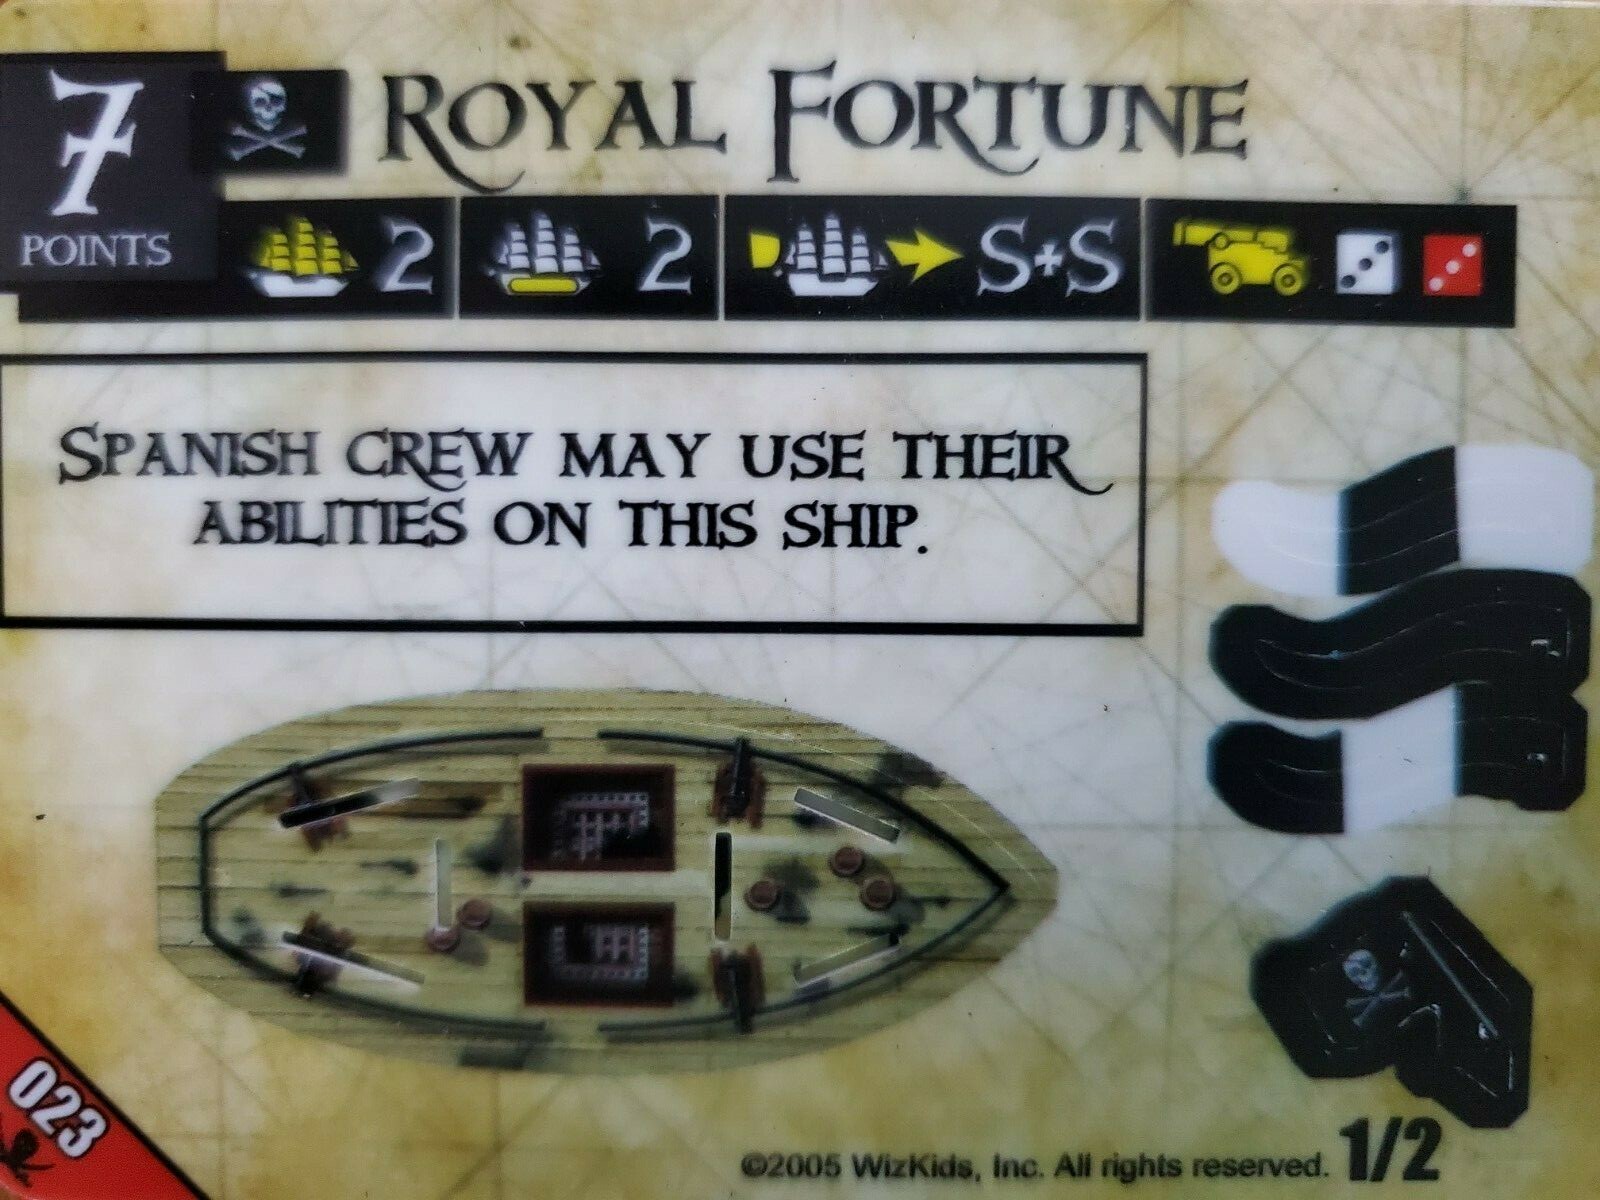 7
POINTS
ROYAL FORTUNE
2
2
S+S
SPANISH CREW MAY USE THEIR
ABILITIES ON THIS SHIP.
023
©2005 WizKids, Inc. All rights reserved.
1/2